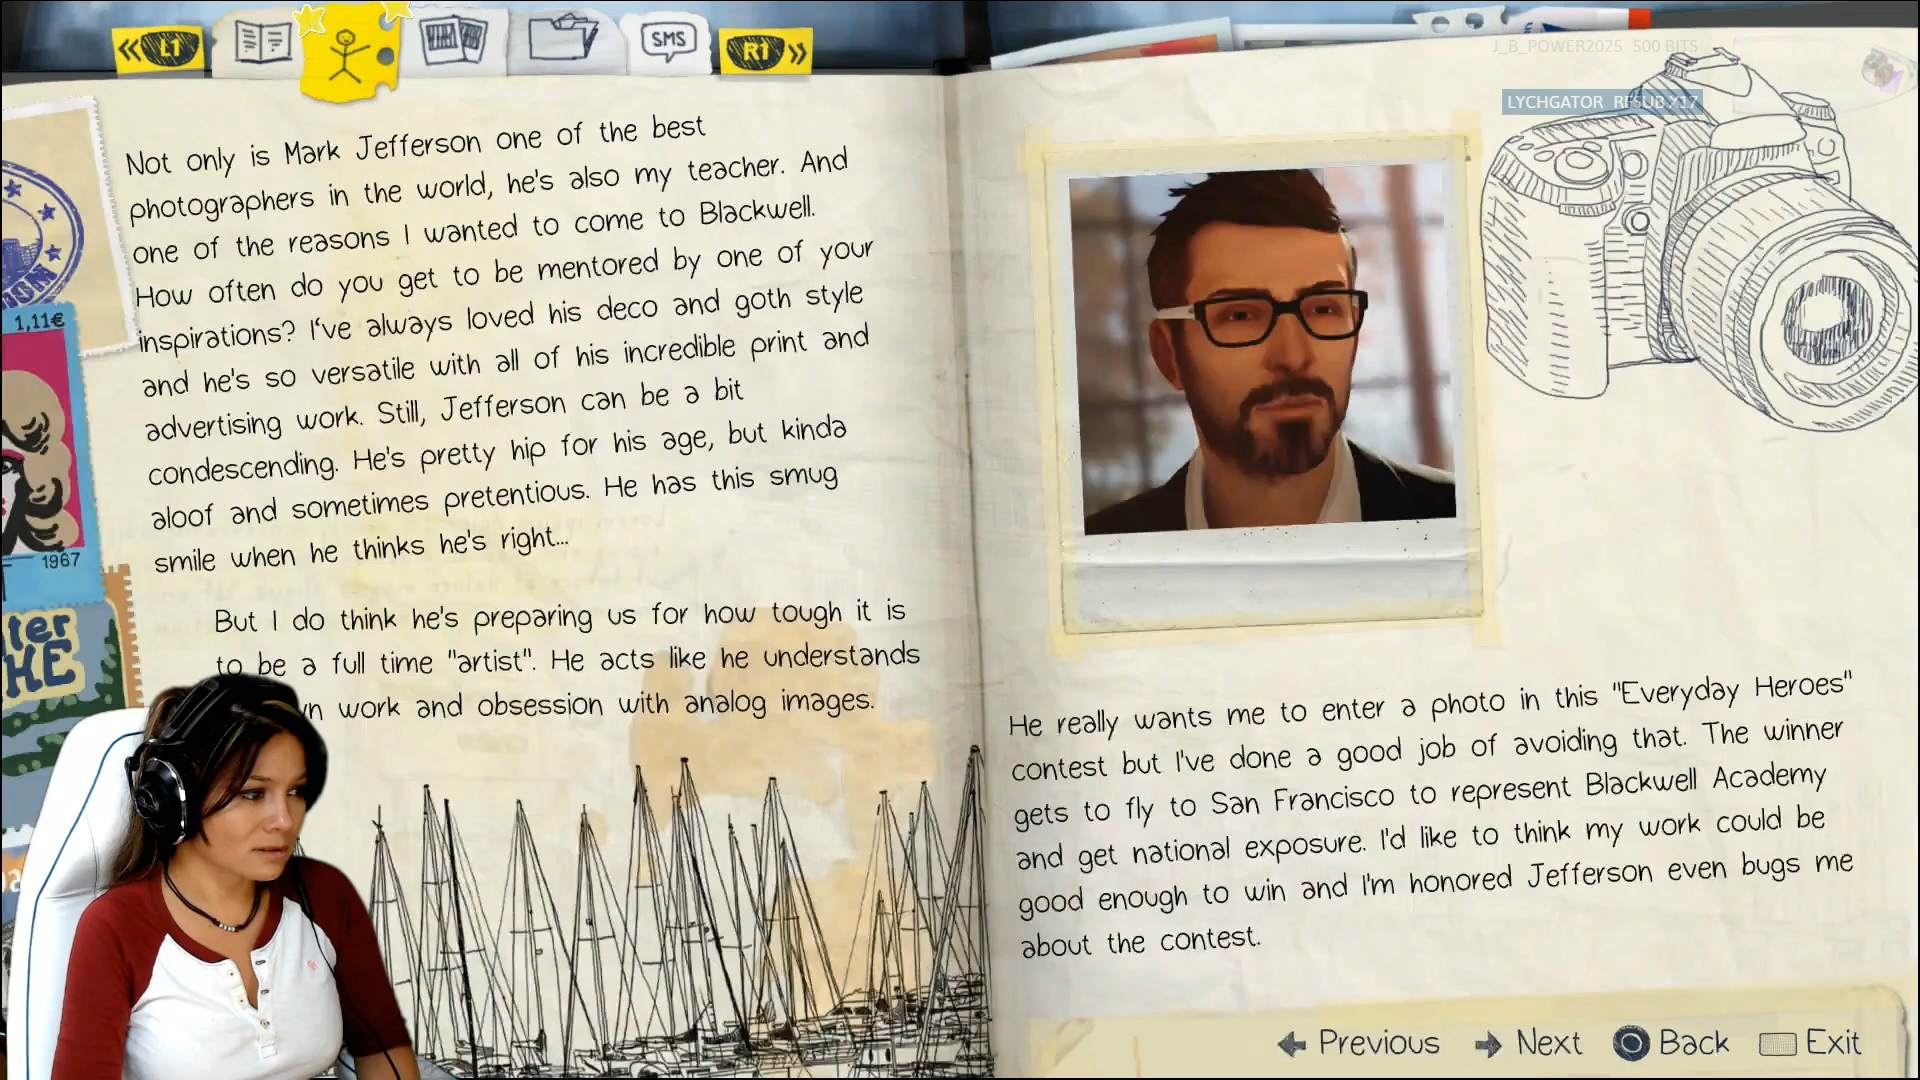 L1
SMS
R1
J_B_POWER2025 500 BITS
LYCHGATOR RESUB X17
Not only is Mark Jefferson one of the best
photographers in the world, he's also my teacher. And
one of the reasons I wanted to come to Blackwell.
How often do you get to be mentored by one of your
inspirations? I've always loved his deco and goth style
and he's so versatile with all of his incredible print and
advertising work. Still, Jefferson can be a bit
condescending. He's pretty hip for his age, but kinda
aloof and sometimes pretentious. He has this smug
smile when he thinks he's right...
But I do think he's preparing us for how tough it is
to be a full time "artist". He acts like he understands
work and obsession with analog images.
1,11€
1967
He really wants me to enter a photo in this "Everyday Heroes"
contest but I've done a good job of avoiding that. The winner
gets to fly to San Francisco to represent Blackwell Academy
and get national exposure. I'd like to think my work could be
good enough to win and I'm honored Jefferson even bugs me
about the contest.
Previous Next Back Exit